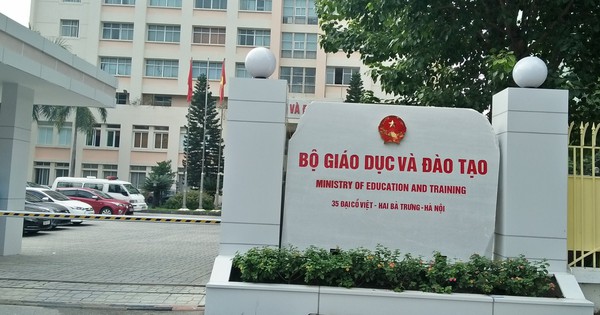 BỘ GIÁO DỤC VÀ ĐÀO TẠO
MINISTRY OF EDUCATION AND TRAINING
35 ĐẠI CỒ VIỆT - HAI BÀ TRƯNG - HÀ NỘI
VÀ Đ